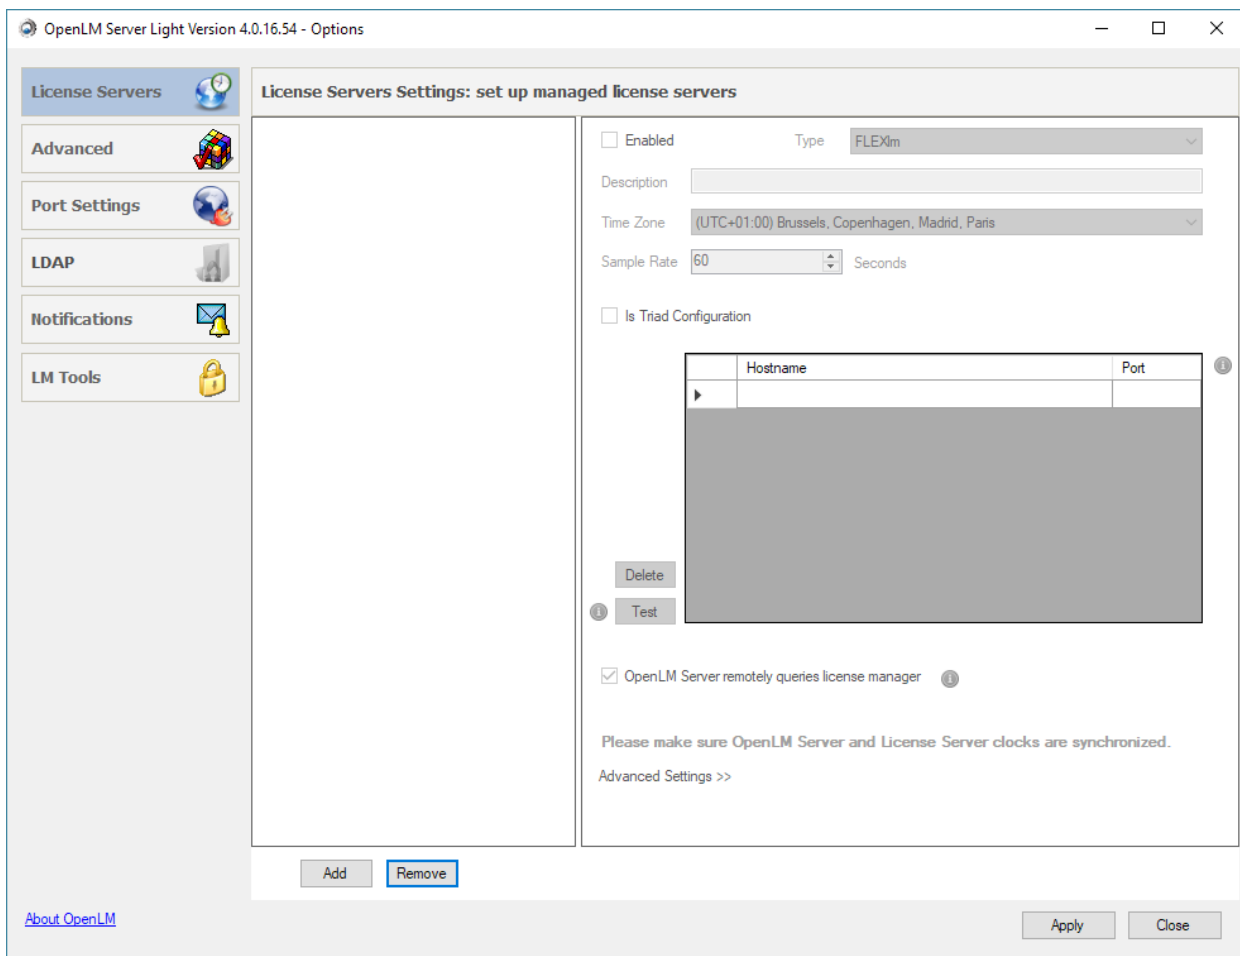 OpenLM Server Light Version 4.0.16.54 - Options
License Servers
Advanced
Port Settings
LDAP
Notifications
LM Tools
License Servers Settings: set up managed license servers
Enabled
Type
FLEXlm
Description
Time Zone
(UTC+01:00) Brussels, Copenhagen, Madrid, Paris
Sample Rate
60
Seconds
Is Triad Configuration
Hostname
Port
Delete
Test
OpenLM Server remotely queries license manager
Please make sure OpenLM Server and License Server clocks are synchronized.
Advanced Settings >>
Add
Remove
About OpenLM
Apply
Close